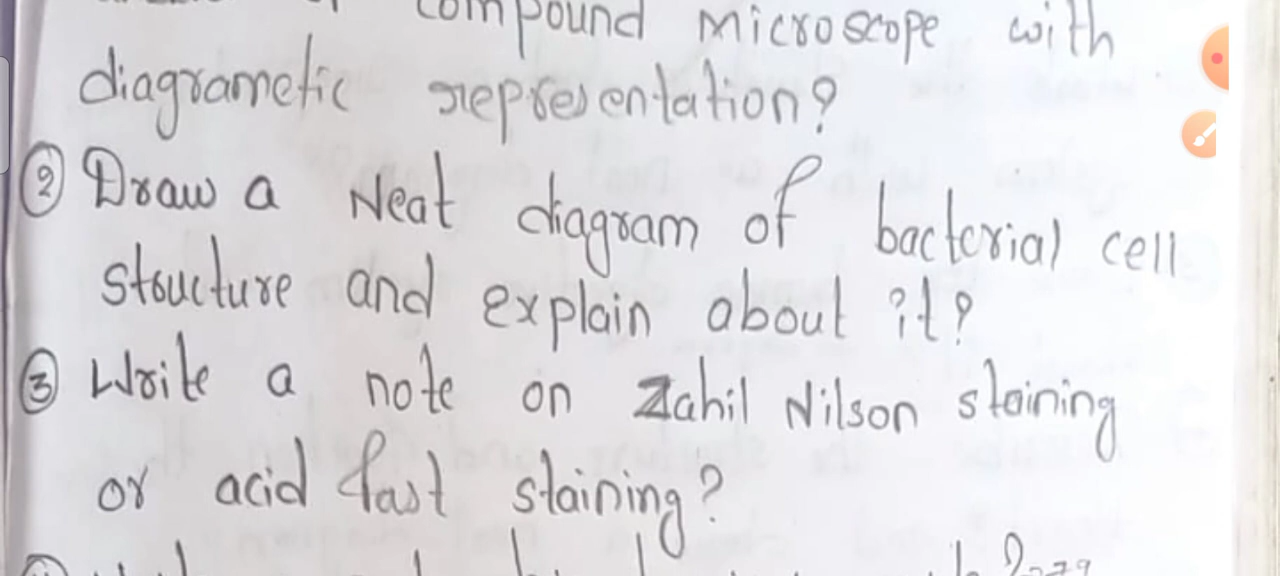 compound microscope with
diagrametic representation?
② Draw a Neat diagram of bacterial cell
structure and explain about it?
③ Write a note on Zahil Nilson staining
or acid fast staining?